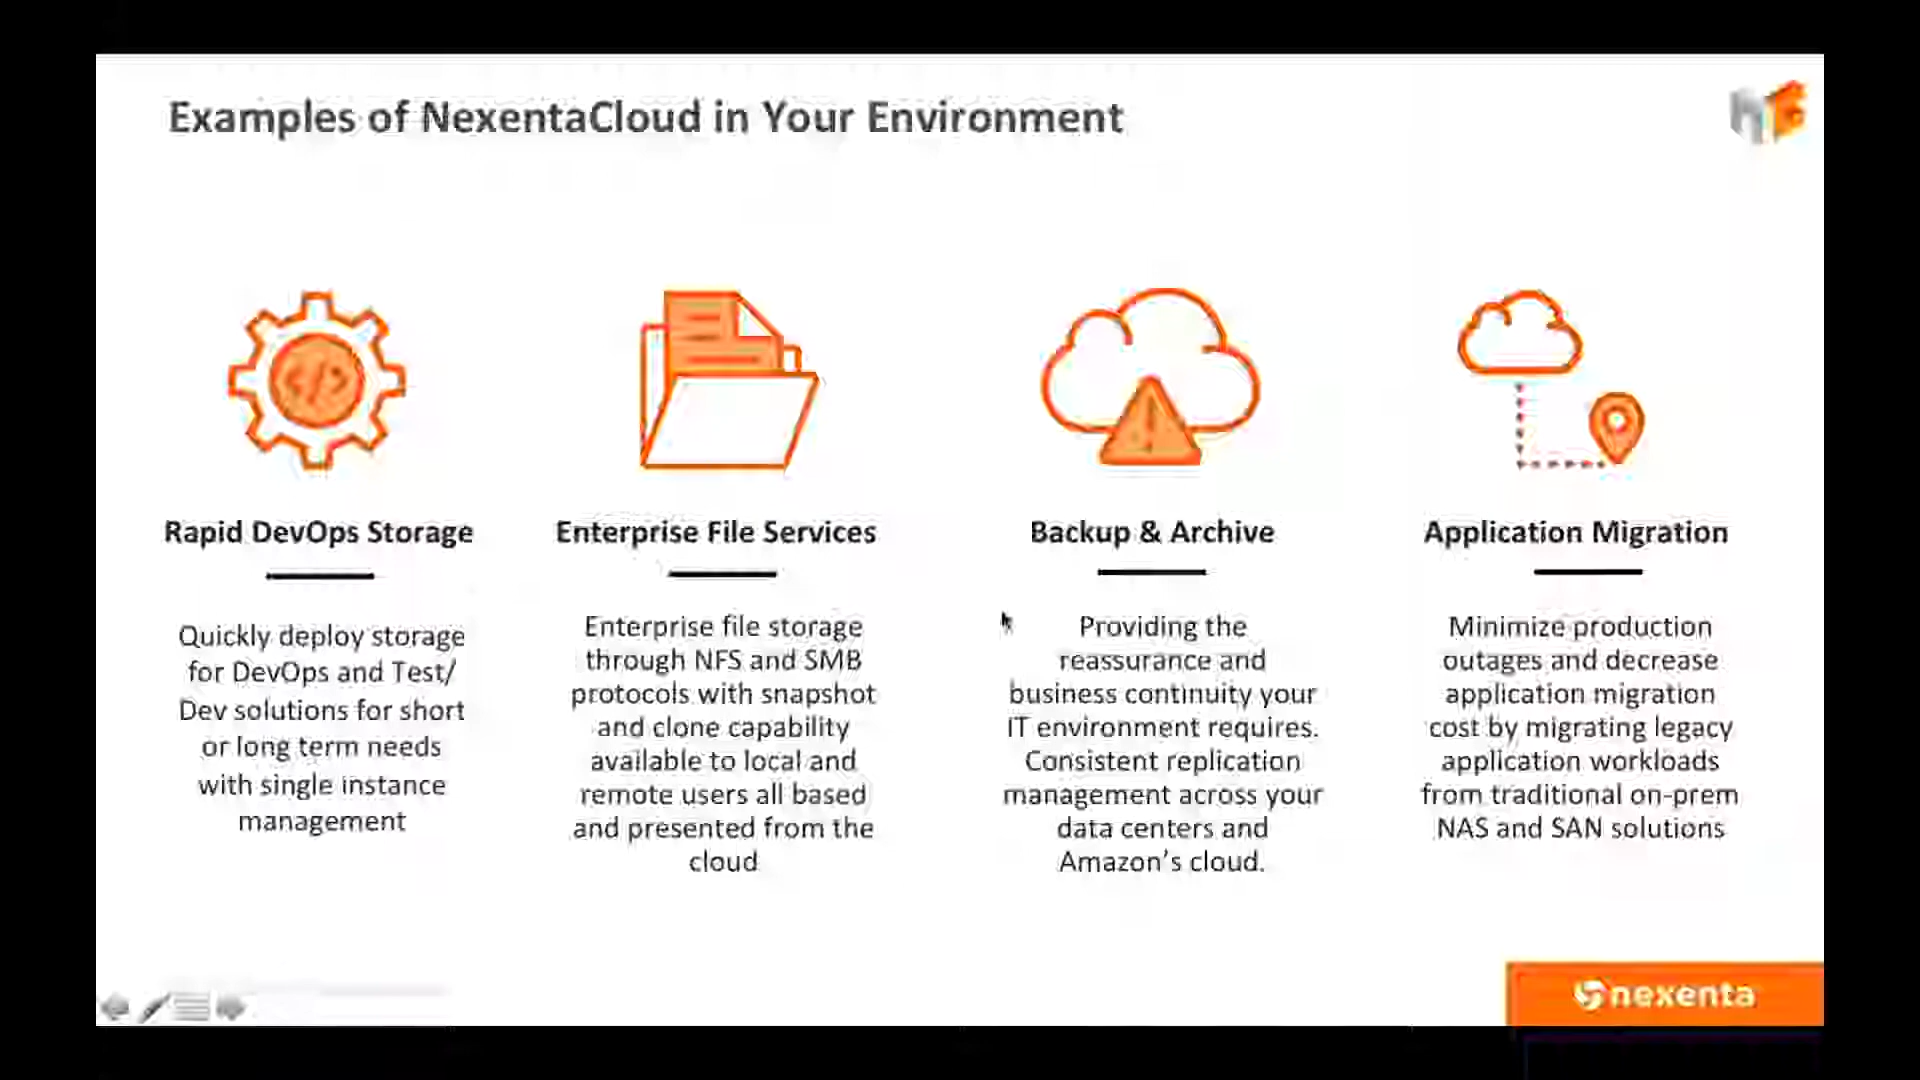 Examples of NexentaCloud in Your Environment
</>
Rapid DevOps Storage
Quickly deploy storage
for DevOps and Test/
Dev solutions for short
or long term needs
with single instance
management
Enterprise File Services
Enterprise file storage
through NFS and SMB
protocols with snapshot
and clone capability
available to local and
remote users all based
and presented from the
cloud
Backup & Archive
Providing the
reassurance and
business continuity your
IT environment requires.
Consistent replication
management across your
data centers and
Amazon's cloud.
Application Migration
Minimize production
outages and decrease
application migration
cost by migrating legacy
application workloads
from traditional on-prem
NAS and SAN solutions
nexenta